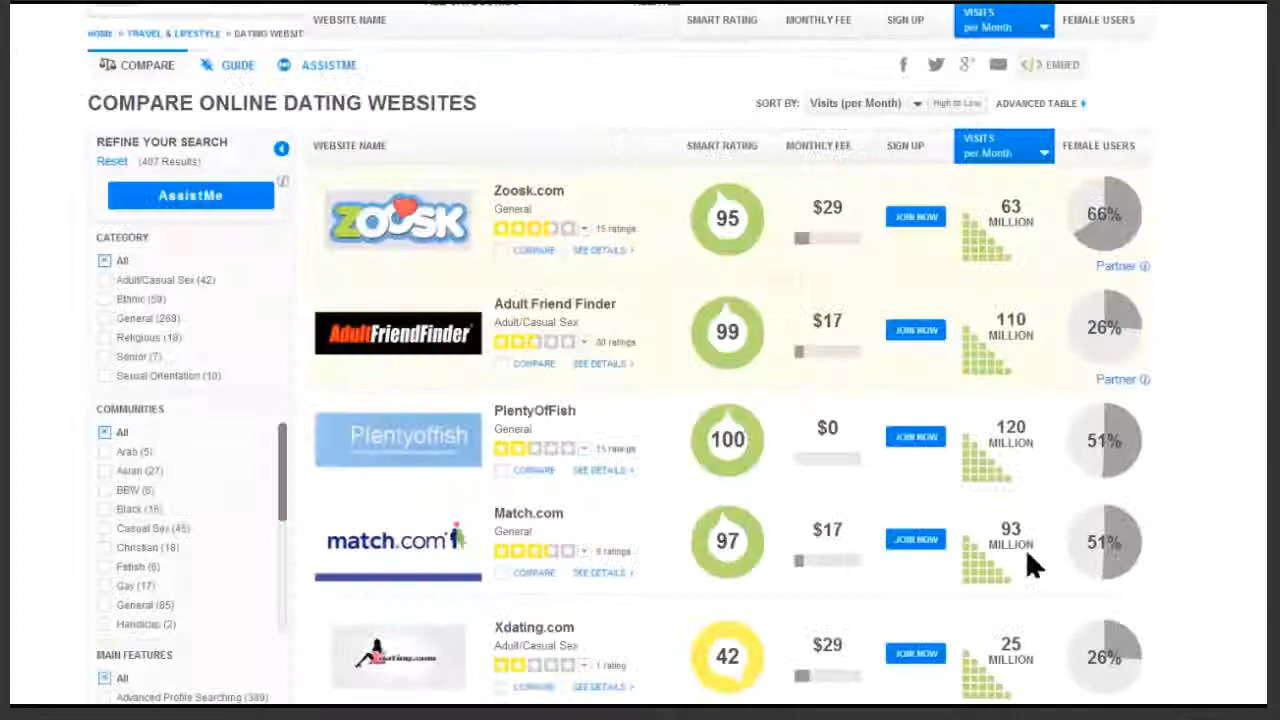 WEBSITE NAME
SMART RATING
MONTHLY FEE
SIGN UP
VISITS
per Month
FEMALE USERS
HOME » TRAVEL & LIFESTYLE » DATING WEBSIT
COMPARE
GUIDE
ASSISTME
EMBED
COMPARE ONLINE DATING WEBSITES
SORT BY: Visits (per Month) High to Low ADVANCED TABLE
REFINE YOUR SEARCH
Reset (407 Results)
AssistMe
CATEGORY
All
Adult/Casual Sex (42)
Ethnic (59)
General (268)
Religious (18)
Senior (7)
Sexual Orientation (10)
COMMUNITIES
All
Arab (5)
Asian (27)
BBW (6)
Black (16)
Casual Sex (45)
Christian (18)
Fetish (6)
Gay (17)
General (85)
Handicap (2)
MAIN FEATURES
All
Advanced Profile Searching (389)
WEBSITE NAME
SMART RATING
MONTHLY FEE
SIGN UP
VISITS
per Month
FEMALE USERS
ZOOSK
Zoosk.com
General
15 ratings
COMPARE
SEE DETAILS
95
$29
JOIN NOW
63
MILLION
66%
Partner
AdultFriendFinder
Adult Friend Finder
Adult/Casual Sex
COMPARE
SEE DETAILS
99
$17
JOIN NOW
110
MILLION
26%
Partner
Plentyoffish
PlentyOfFish
General
15 ratings
COMPARE
SEE DETAILS
100
$0
JOIN NOW
120
MILLION
51%
match.com
Match.com
General
COMPARE
SEE DETAILS
97
$17
JOIN NOW
93
MILLION
51%
Xdating.com
Adult/Casual Sex
1 rating
COMPARE
SEE DETAILS
42
$29
JOIN NOW
25
MILLION
26%